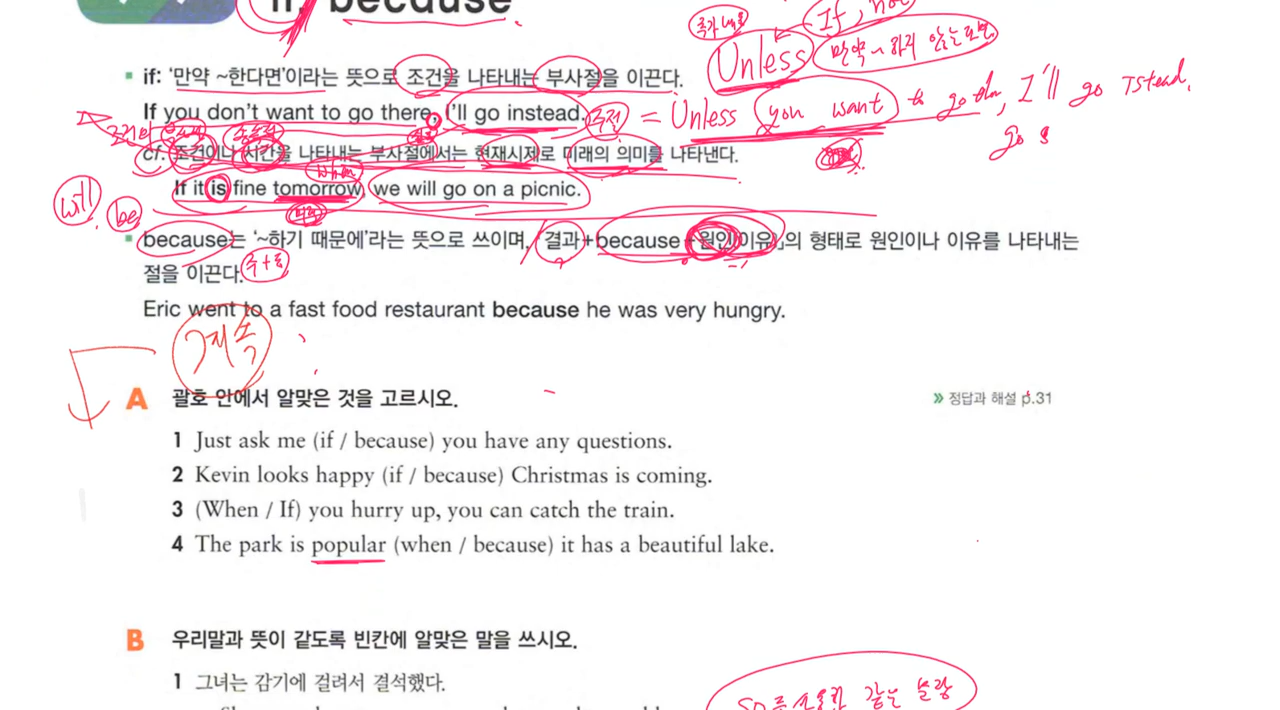 if, because
If, not
Unless 만약~하지 않는다면
if: '만약 ~한다면'이라는 뜻으로 조건을 나타내는 부사절을 이끈다.
If you don't want to go there, I'll go instead. 주절 = Unless you want to go there, I'll go Istead.
go s
cf. 조건이나 시간을 나타내는 부사절에서는 현재시제로 미래의 의미를 나타낸다.
when
If it is fine tomorrow, we will go on a picnic.
will be 미래
because는 '~하기 때문에'라는 뜻으로 쓰이며, 「결과+because+원인/이유」의 형태로 원인이나 이유를 나타내는
절을 이끈다. 주+동
Eric went to a fast food restaurant because he was very hungry.
A 괄호 안에서 알맞은 것을 고르시오.
» 정답과 해설 p.31
1 Just ask me (if / because) you have any questions.
2 Kevin looks happy (if / because) Christmas is coming.
3 (When / If) you hurry up, you can catch the train.
4 The park is popular (when / because) it has a beautiful lake.
B 우리말과 뜻이 같도록 빈칸에 알맞은 말을 쓰시오.
1 그녀는 감기에 걸려서 결석했다.